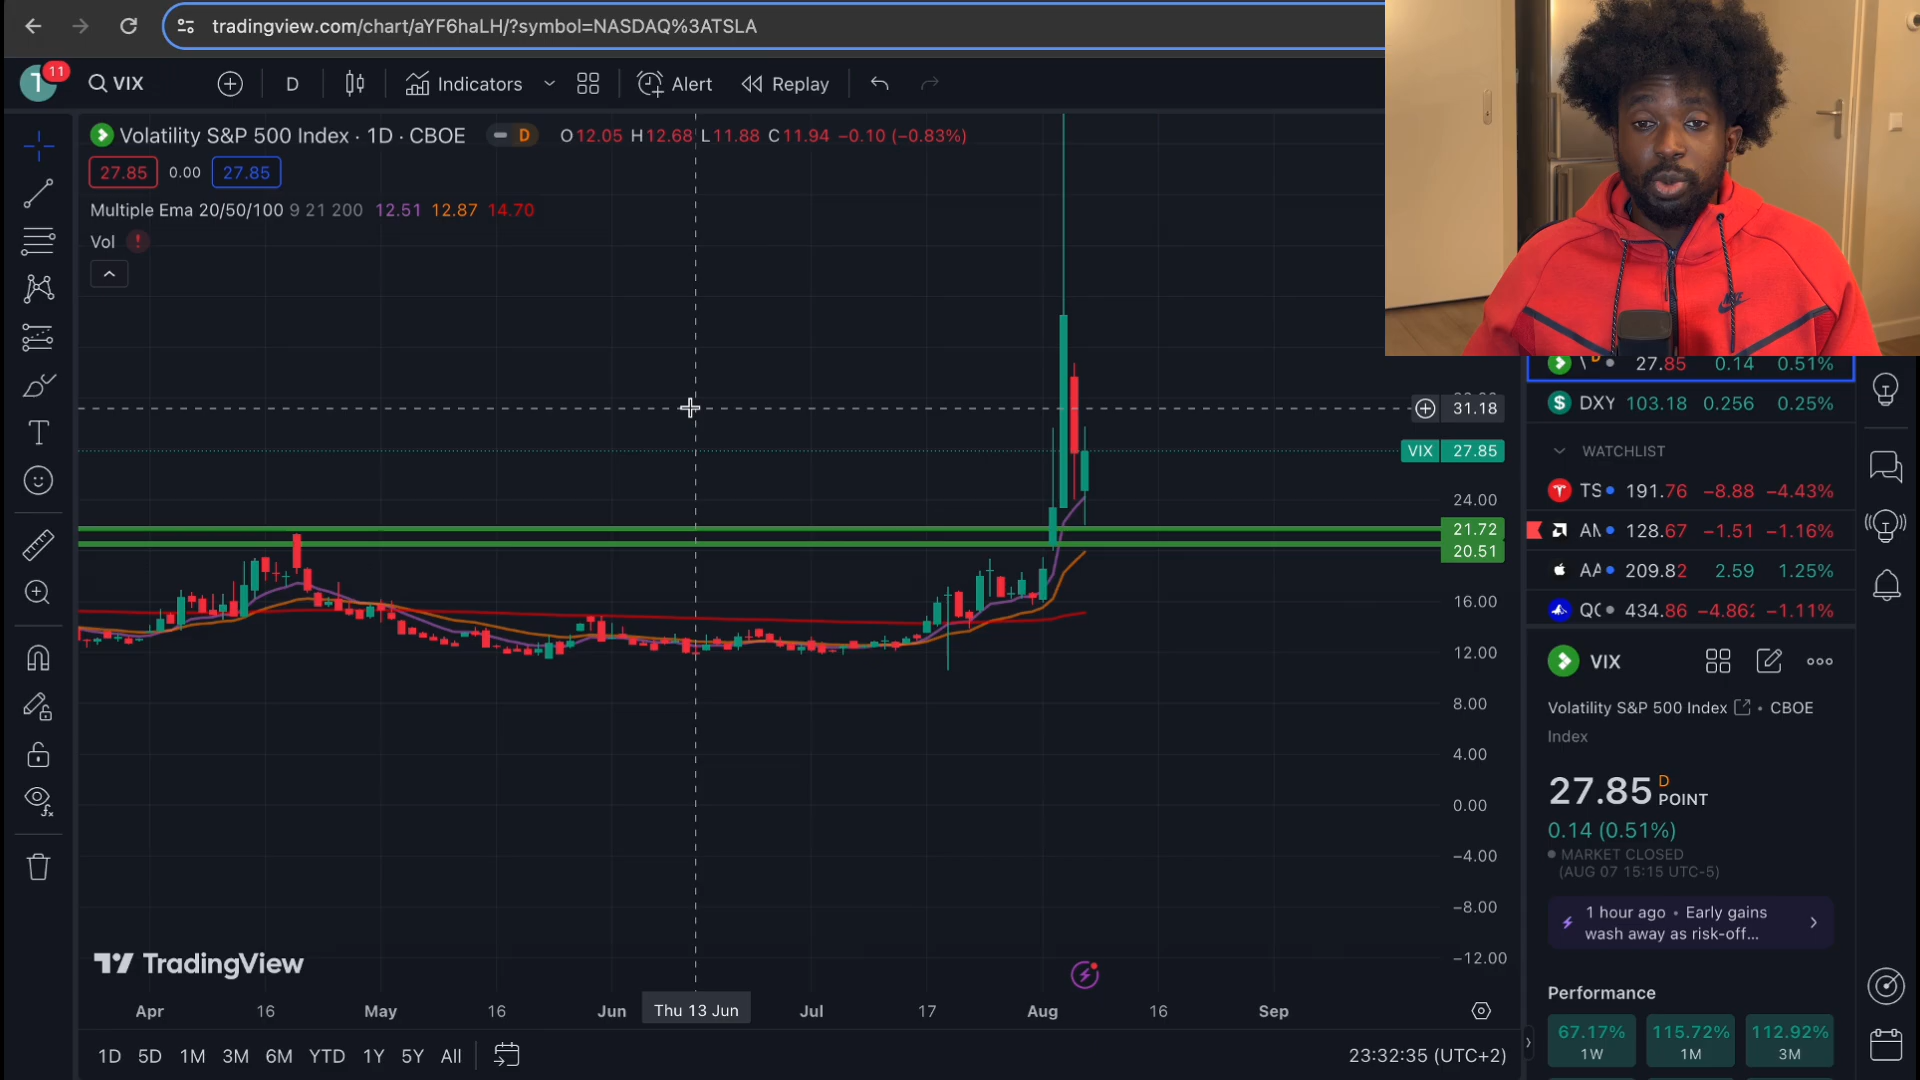 tradingview.com/chart/aYF6haLH/?symbol=NASDAQ%3ATSLA
T 11 VIX D Indicators Alert Replay
Volatility S&P 500 Index · 1D · CBOE D O12.05 H12.68 L11.88 C11.94 −0.10 (−0.83%)
27.85 0.00 27.85
Multiple Ema 20/50/100 9 21 200 12.51 12.87 14.70
Vol !
27.85 0.14 0.51%
31.18
DXY 103.18 0.256 0.25%
VIX 27.85
WATCHLIST
24.00
TS 191.76 −8.88 −4.43%
21.72
AM 128.67 −1.51 −1.16%
20.51
AA 209.82 2.59 1.25%
16.00
QQ 434.86 −4.862 −1.11%
12.00
VIX
8.00
Volatility S&P 500 Index • CBOE
Index
4.00
27.85 D POINT
0.00
0.14 (0.51%)
−4.00
MARKET CLOSED
(AUG 07 15:15 UTC-5)
−8.00
1 hour ago • Early gains
wash away as risk-off...
TradingView
−12.00
Performance
Apr 16 May 16 Jun Thu 13 Jun Jul 17 Aug 16 Sep
67.17% 115.72% 112.92%
1W 1M 3M
1D 5D 1M 3M 6M YTD 1Y 5Y All 23:32:35 (UTC+2)